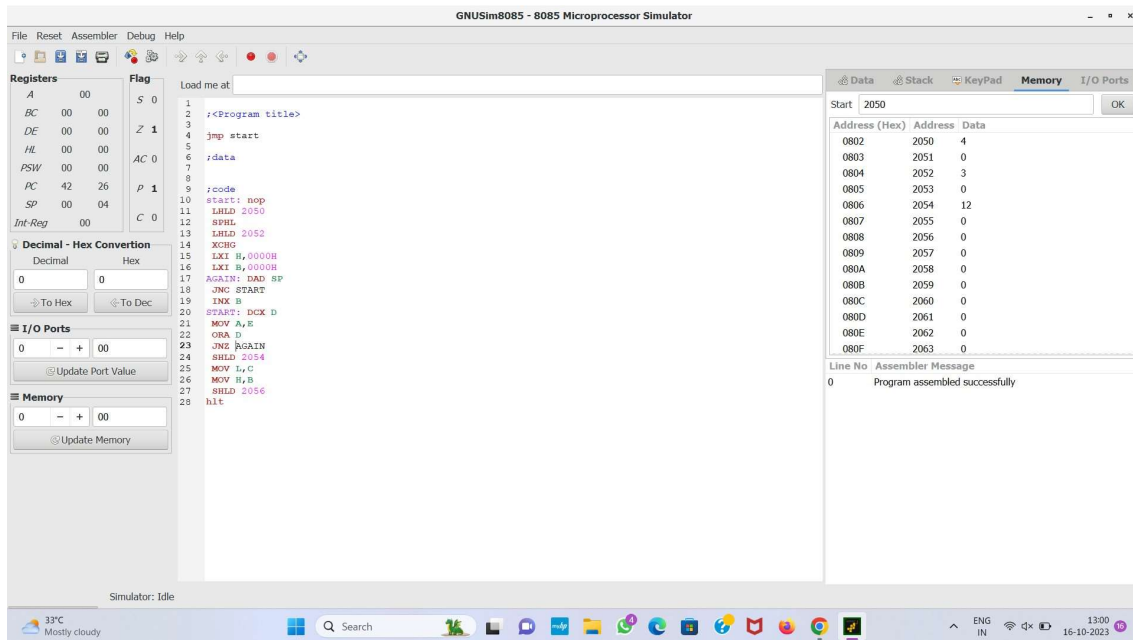 GNUSim8085 - 8085 Microprocessor Simulator
File Reset Assembler Debug Help
Registers
A 00
BC 00 00
DE 00 00
HL 00 00
PSW 00 00
PC 42 26
SP 00 04
Int-Reg 00
Flag
S 0
Z 1
AC 0
P 1
C 0
Decimal - Hex Convertion
Decimal Hex
0 0
To Hex To Dec
I/O Ports
0 - + 00
Update Port Value
Memory
0 - + 00
Update Memory
Load me at
1
2 ;<Program title>
3
4 jmp start
5
6 ;data
7
8
9 ;code
10 start: nop
11 LHLD 2050
12 SPHL
13 LHLD 2052
14 XCHG
15 LXI H,0000H
16 LXI B,0000H
17 AGAIN: DAD SP
18 JNC START
19 INX B
20 START: DCX D
21 MOV A,E
22 ORA D
23 JNZ AGAIN
24 SHLD 2054
25 MOV L,C
26 MOV H,B
27 SHLD 2056
28 hlt
Data Stack KeyPad Memory I/O Ports
Start 2050 OK
Address (Hex) Address Data
0802 2050 4
0803 2051 0
0804 2052 3
0805 2053 0
0806 2054 12
0807 2055 0
0808 2056 0
0809 2057 0
080A 2058 0
080B 2059 0
080C 2060 0
080D 2061 0
080E 2062 0
080F 2063 0
Line No Assembler Message
0 Program assembled successfully
Simulator: Idle
33°C
Mostly cloudy
Search
4
ENG
IN
13:00
16-10-2023
16